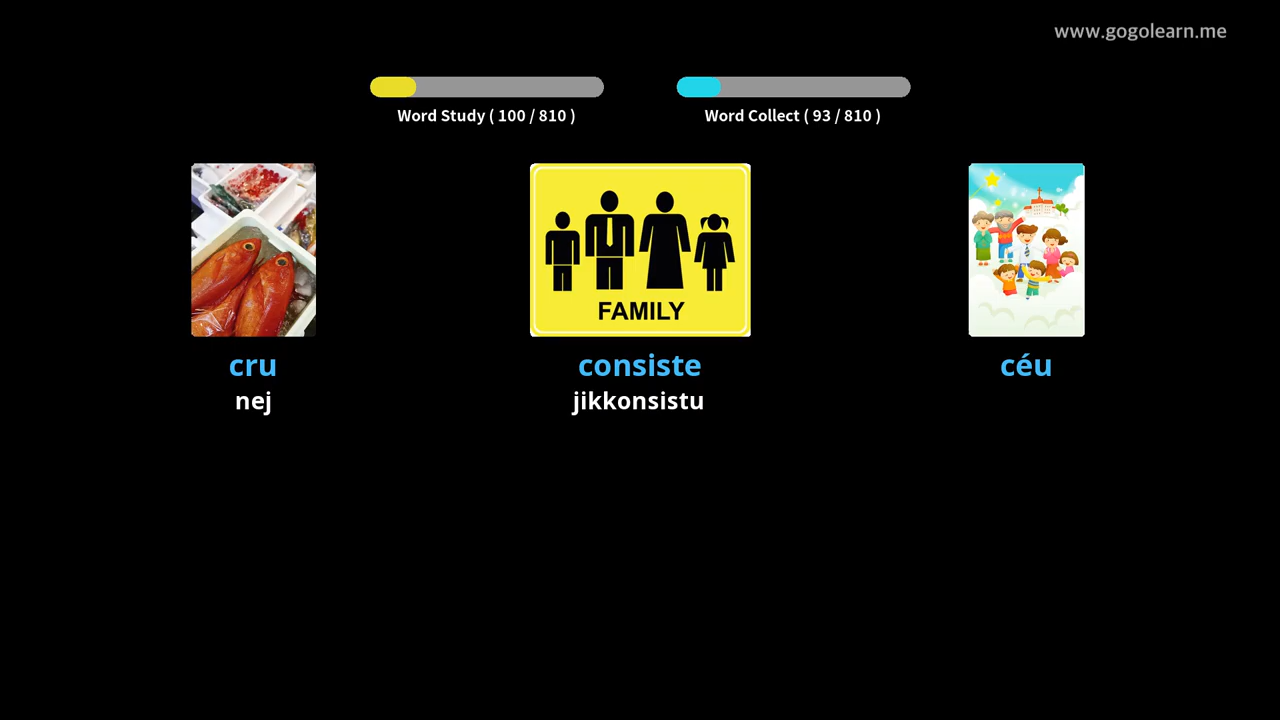 www.gogolearn.me
Word Study ( 100 / 810 )
Word Collect ( 93 / 810 )
FAMILY
cru
consiste
céu
nej
jikkonsistu